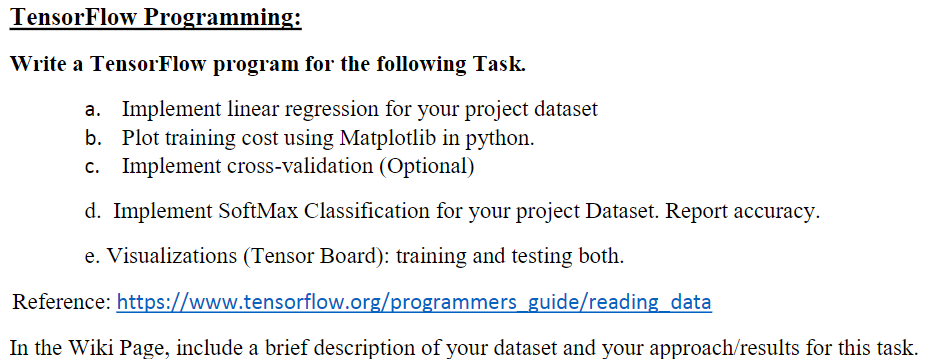 TensorFlow Programming:
Write a TensorFlow program for the following Task.
a. Implement linear regression for your project dataset
b. Plot training cost using Matplotlib in python.
c. Implement cross-validation (Optional)
d. Implement SoftMax Classification for your project Dataset. Report accuracy.
e. Visualizations (Tensor Board): training and testing both.
Reference: https://www.tensorflow.org/programmers_guide/reading_data
In the Wiki Page, include a brief description of your dataset and your approach/results for this task.